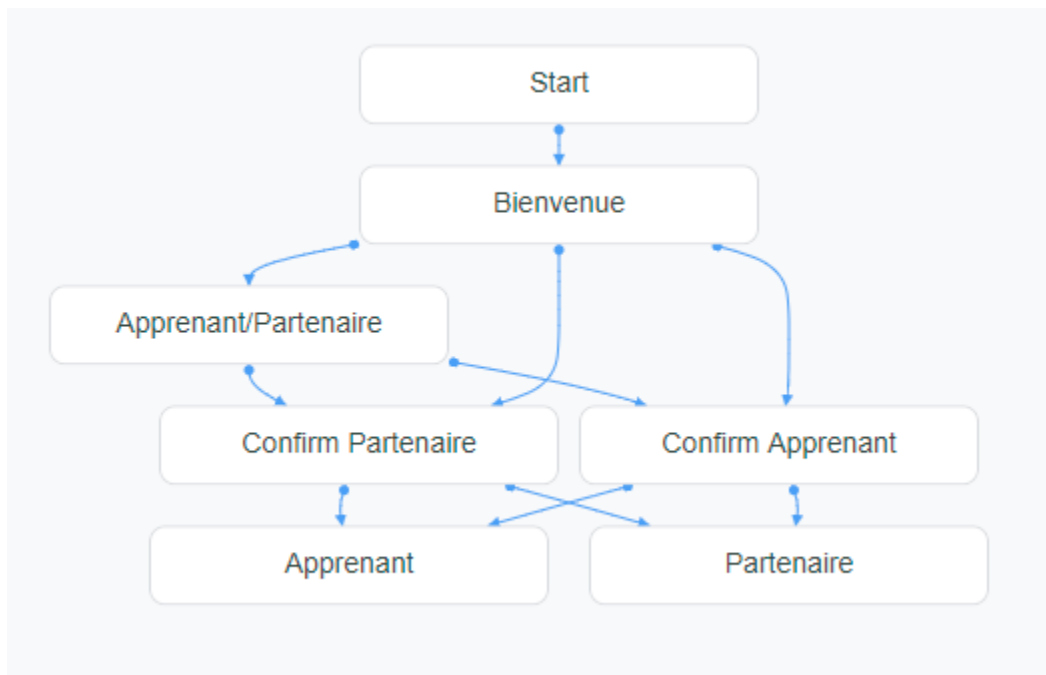 Start
Bienvenue
Apprenant/Partenaire
Confirm Partenaire
Confirm Apprenant
Apprenant
Partenaire